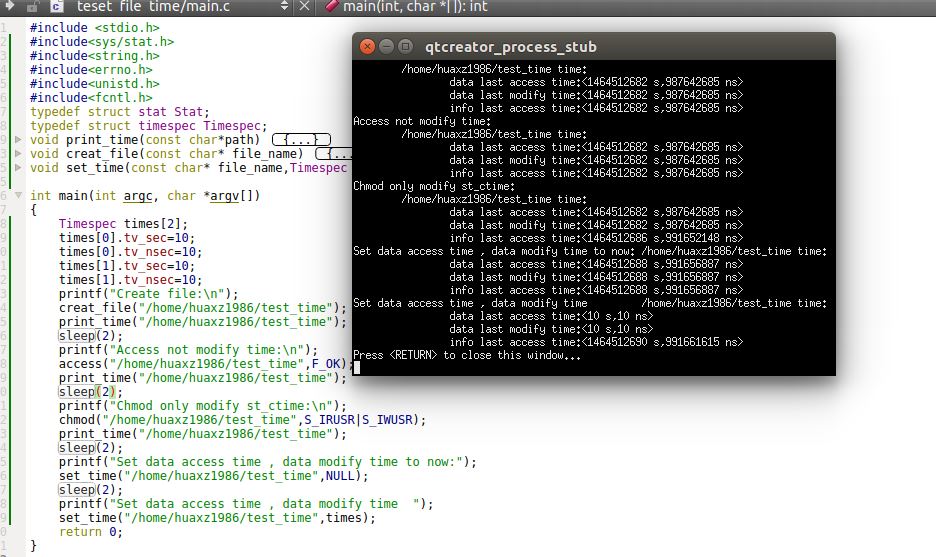 teset_file_time/main.c
main(int, char *[]): int
#include <stdio.h>
#include<sys/stat.h>
#include<string.h>
#include<errno.h>
#include<unistd.h>
#include<fcntl.h>
typedef struct stat Stat;
typedef struct timespec Timespec;
void print_time(const char*path) {...}
void creat_file(const char* file_name) {...
void set_time(const char* file_name,Timespec
int main(int argc, char *argv[])
{
Timespec times[2];
times[0].tv_sec=10;
times[0].tv_nsec=10;
times[1].tv_sec=10;
times[1].tv_nsec=10;
printf("Create file:\n");
creat_file("/home/huaxz1986/test_time");
print_time("/home/huaxz1986/test_time");
sleep(2);
printf("Access not modify time:\n");
access("/home/huaxz1986/test_time",F_OK);
print_time("/home/huaxz1986/test_time");
sleep(2);
printf("Chmod only modify st_ctime:\n");
chmod("/home/huaxz1986/test_time",S_IRUSR|S_IWUSR);
print_time("/home/huaxz1986/test_time");
sleep(2);
printf("Set data access time , data modify time to now:");
set_time("/home/huaxz1986/test_time",NULL);
sleep(2);
printf("Set data access time , data modify time  ");
set_time("/home/huaxz1986/test_time",times);
return 0;
}
qtcreator_process_stub
/home/huaxz1986/test_time time:
data last access time:<1464512682 s,987642685 ns>
data last modify time:<1464512682 s,987642685 ns>
info last access time:<1464512682 s,987642685 ns>
Access not modify time:
/home/huaxz1986/test_time time:
data last access time:<1464512682 s,987642685 ns>
data last modify time:<1464512682 s,987642685 ns>
info last access time:<1464512682 s,987642685 ns>
Chmod only modify st_ctime:
/home/huaxz1986/test_time time:
data last access time:<1464512682 s,987642685 ns>
data last modify time:<1464512682 s,987642685 ns>
info last access time:<1464512686 s,991652148 ns>
Set data access time , data modify time to now: /home/huaxz1986/test_time time:
data last access time:<1464512688 s,991656887 ns>
data last modify time:<1464512688 s,991656887 ns>
info last access time:<1464512688 s,991656887 ns>
Set data access time , data modify time /home/huaxz1986/test_time time:
data last access time:<10 s,10 ns>
data last modify time:<10 s,10 ns>
info last access time:<1464512690 s,991661615 ns>
Press <RETURN> to close this window...